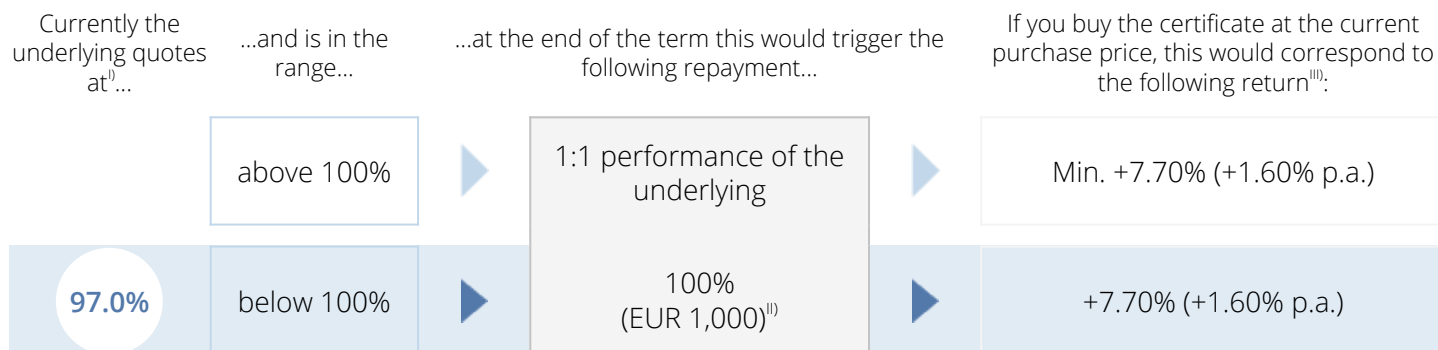 Currently the
underlying quotes
at^I)...
...and is in the
range...
...at the end of the term this would trigger the
following repayment...
If you buy the certificate at the current
purchase price, this would correspond to
the following return^III):
above 100%
1:1 performance of the
underlying
Min. +7.70% (+1.60% p.a.)
97.0%
below 100%
100%
(EUR 1,000)^II)
+7.70% (+1.60% p.a.)